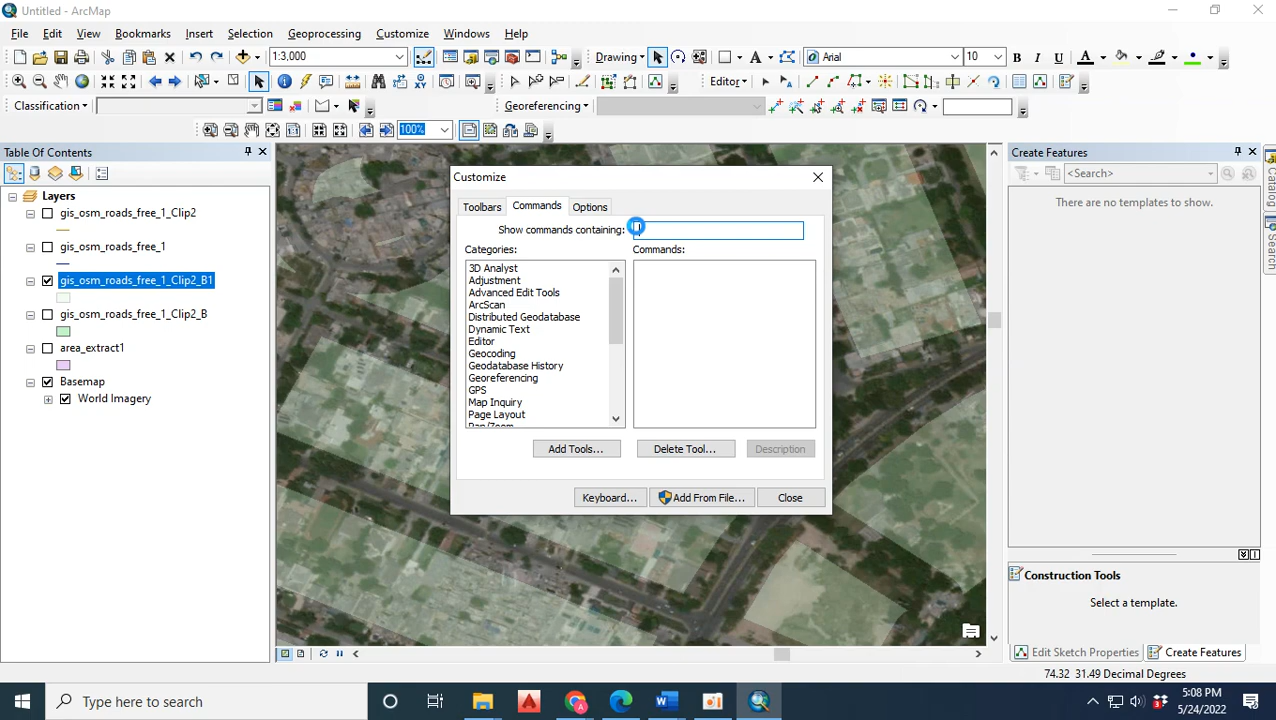 Untitled - ArcMap
File Edit View Bookmarks Insert Selection Geoprocessing Customize Windows Help
1:3,000 Drawing Arial 10 B I U A
Editor
Classification Georeferencing
100%
Table Of Contents
Layers
gis_osm_roads_free_1_Clip2
gis_osm_roads_free_1
gis_osm_roads_free_1_Clip2_B1
gis_osm_roads_free_1_Clip2_B
area_extract1
Basemap
World Imagery
Customize
Toolbars Commands Options
Show commands containing:
Categories: Commands:
3D Analyst
Adjustment
Advanced Edit Tools
ArcScan
Distributed Geodatabase
Dynamic Text
Editor
Geocoding
Geodatabase History
Georeferencing
GPS
Map Inquiry
Page Layout
Pan/Zoom
Add Tools... Delete Tool... Description
Keyboard... Add From File... Close
Create Features
<Search>
There are no templates to show.
Construction Tools
Select a template.
Edit Sketch Properties Create Features
Catalog
Search
74.32 31.49 Decimal Degrees
Type here to search
5:08 PM
5/24/2022